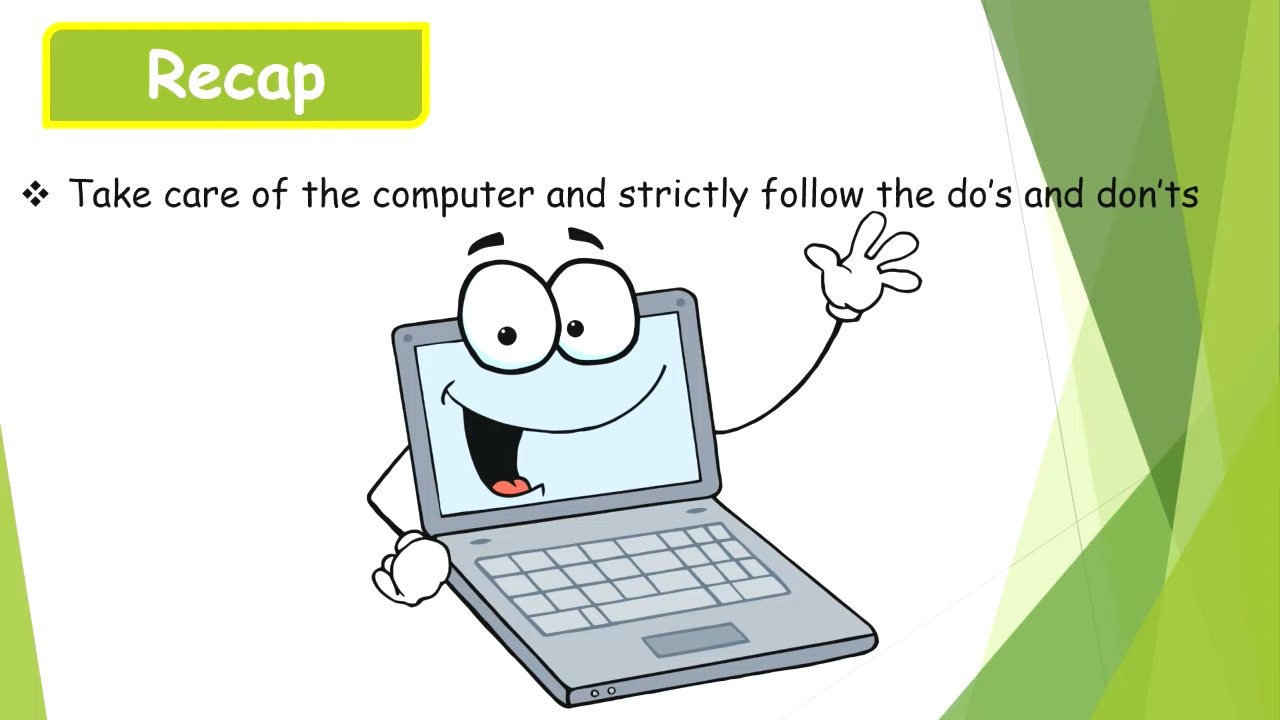 Recap
❖ Take care of the computer and strictly follow the do’s and don’ts